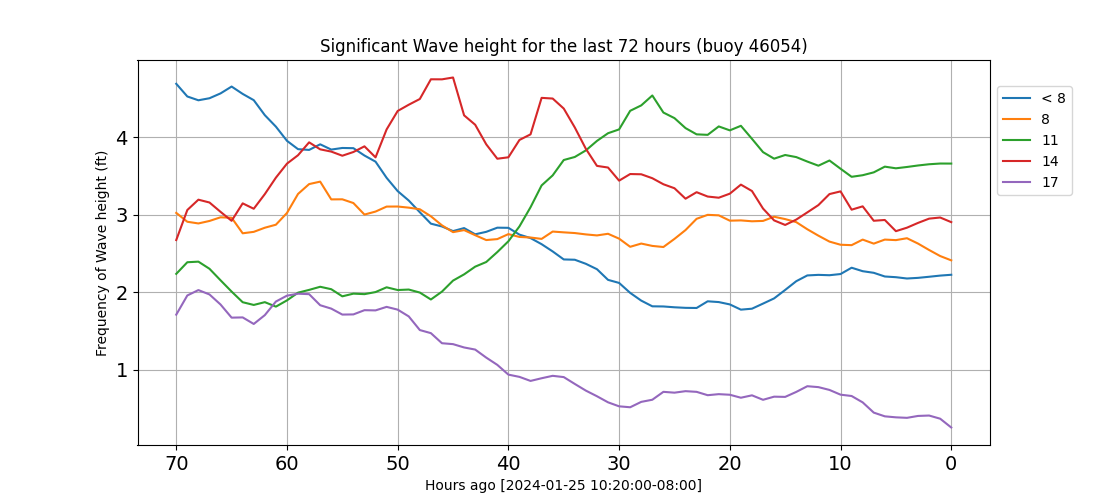 Significant Wave height for the last 72 hours (buoy 46054)
Frequency of Wave height (ft)
4
3
2
1
70 60 50 40 30 20 10 0
Hours ago [2024-01-25 10:20:00-08:00]
< 8
8
11
14
17